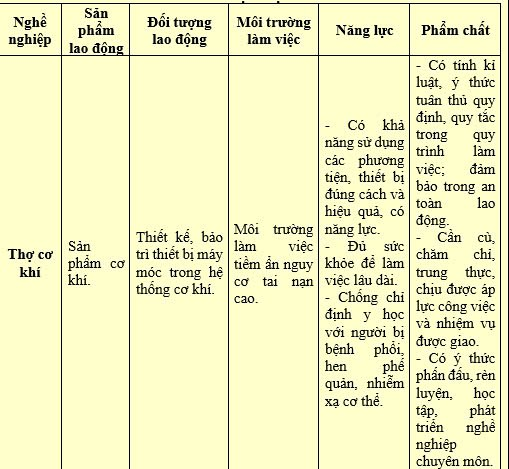 Nghề nghiệp
Sản phẩm lao động
Đối tượng lao động
Môi trường làm việc
Năng lực
Phẩm chất
Thợ cơ khí
Sản phẩm cơ khí.
Thiết kế, bảo trì thiết bị máy móc trong hệ thống cơ khí.
Môi trường làm việc tiềm ẩn nguy cơ tai nạn cao.
- Có khả năng sử dụng các phương tiện, thiết bị đúng cách và hiệu quả, có năng lực.
- Đủ sức khỏe để làm việc lâu dài.
- Chống chỉ định y học với người bị bệnh phổi, hen phế quản, nhiễm xạ cơ thể.
- Có tính kỉ luật, ý thức tuân thủ quy định, quy tắc trong quy trình làm việc; đảm bảo trong an toàn lao động.
- Cần cù, chăm chỉ, trung thực, chịu được áp lực công việc và nhiệm vụ được giao.
- Có ý thức phấn đấu, rèn luyện, học tập, phát triển nghề nghiệp chuyên môn.